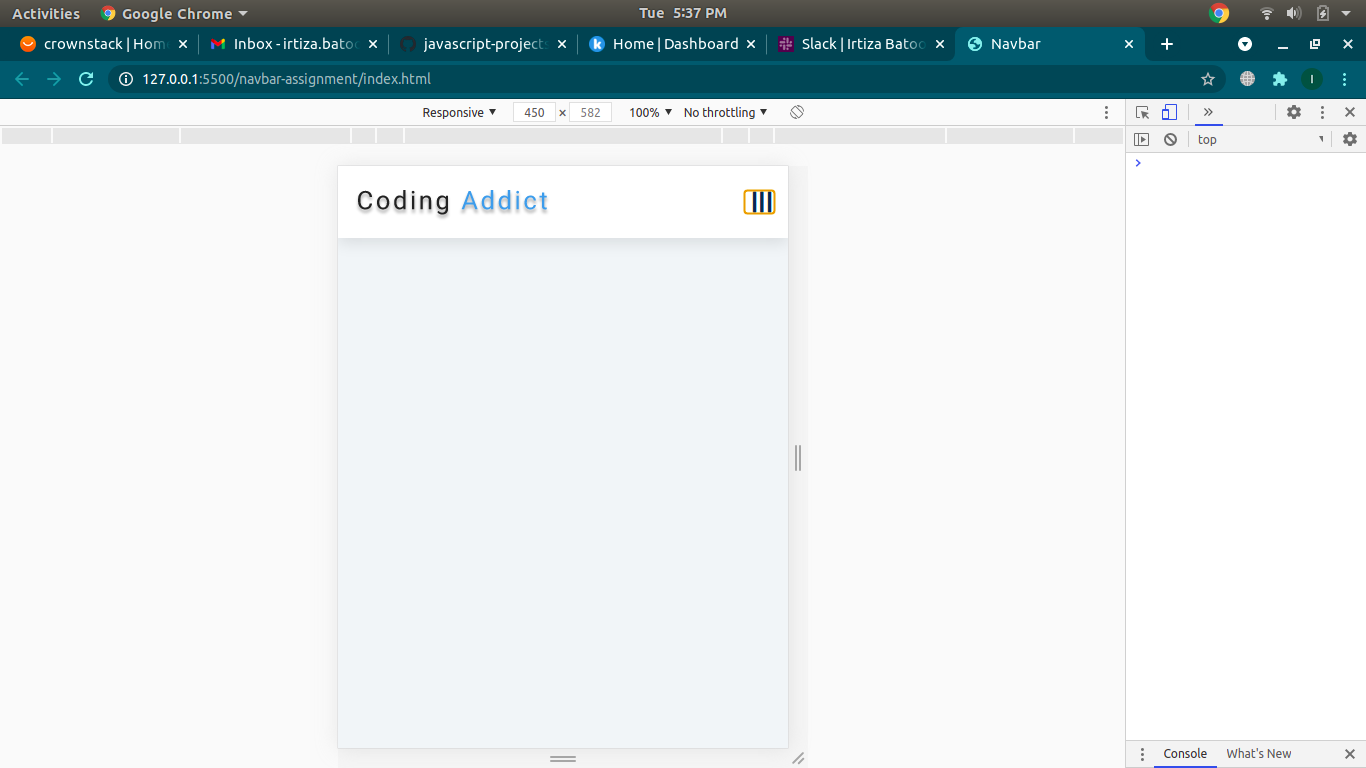 Activities Google Chrome Tue 5:37 PM
crownstack | Hom Inbox - irtiza.batoo javascript-projects Home | Dashboard Slack | Irtiza Batoo Navbar
127.0.0.1:5500/navbar-assignment/index.html I
Responsive 450 × 582 100% No throttling
top
Coding Addict
Console What's New